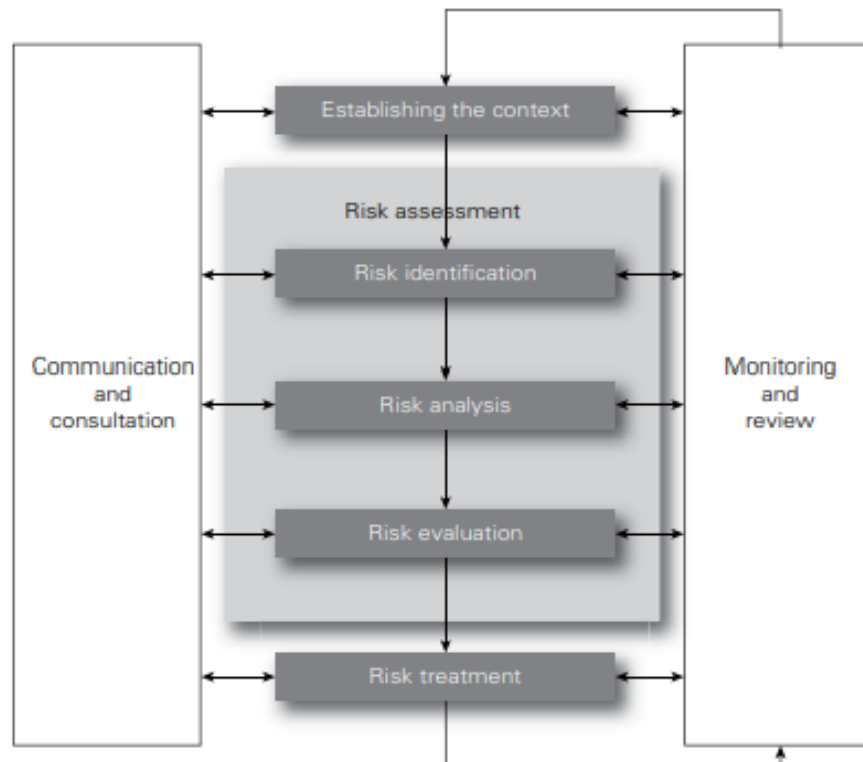 Establishing the context
Risk assessment
Risk identification
Risk analysis
Risk evaluation
Risk treatment
Communication
and
consultation
Monitoring
and
review